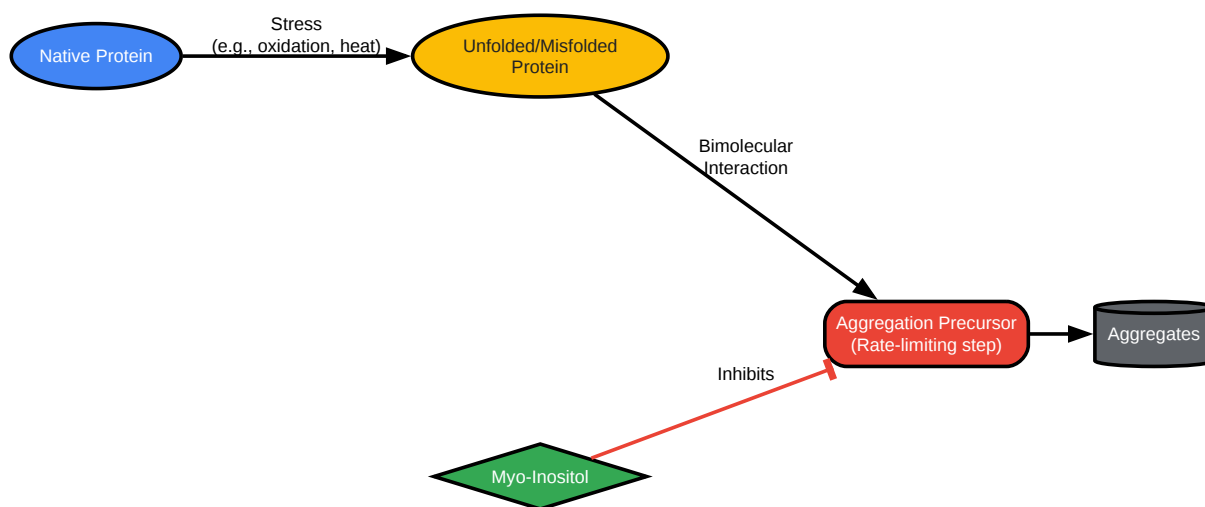 Stress
(e.g., oxidation, heat)
Native Protein
Unfolded/Misfolded
Protein
Bimolecular
Interaction
Aggregation Precursor
(Rate-limiting step)
Aggregates
Inhibits
Myo-Inositol